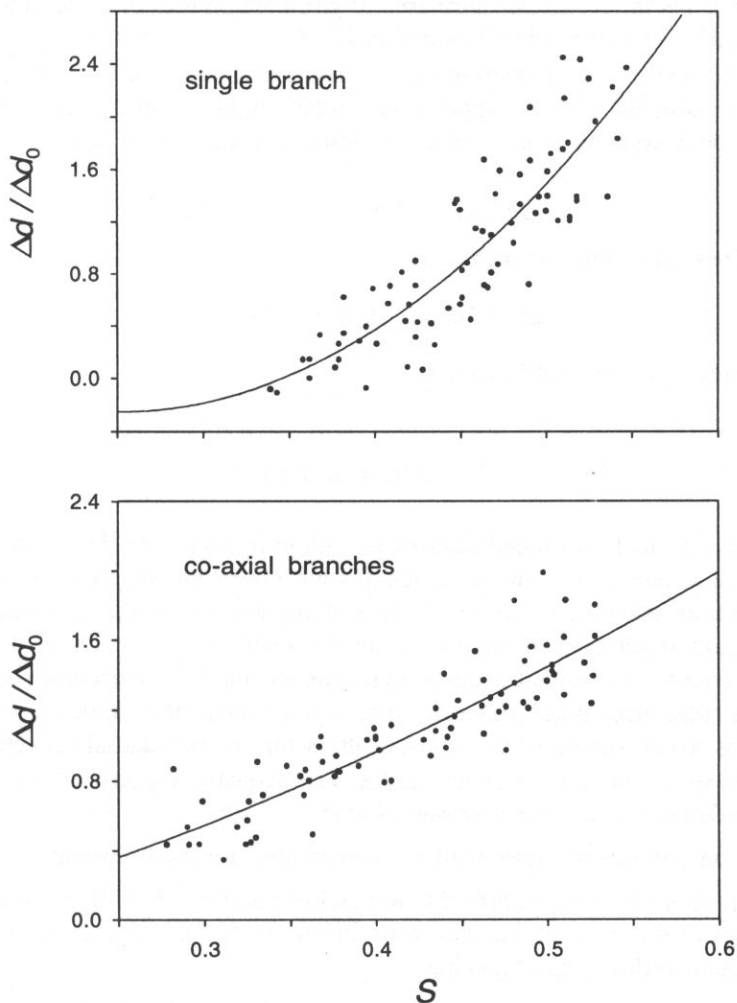 2.4
single branch
1.6
Δd / Δd₀
0.8
0.0
2.4
co-axial branches
1.6
Δd / Δd₀
0.8
0.0
0.3 0.4 0.5 0.6
S